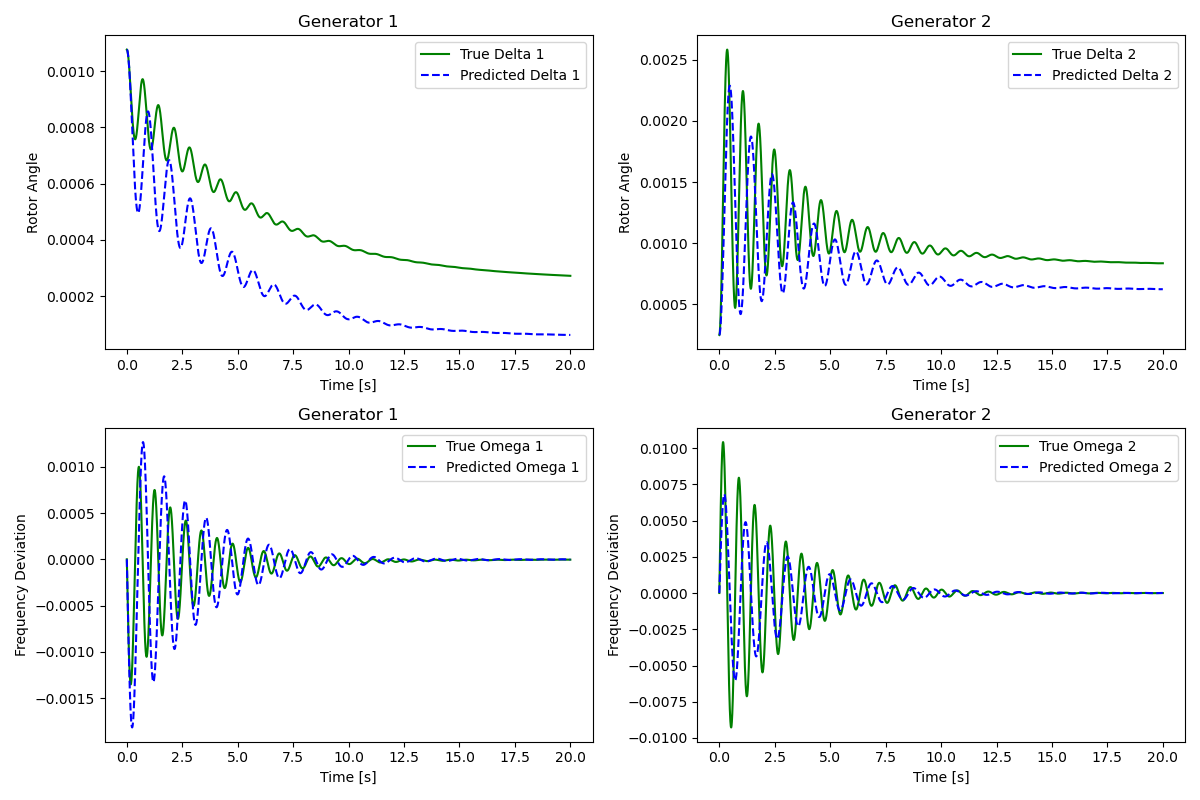 Generator 1
True Delta 1
Predicted Delta 1
Rotor Angle
0.0010
0.0008
0.0006
0.0004
0.0002
0.0 2.5 5.0 7.5 10.0 12.5 15.0 17.5 20.0
Time [s]
Generator 2
True Delta 2
Predicted Delta 2
Rotor Angle
0.0025
0.0020
0.0015
0.0010
0.0005
0.0 2.5 5.0 7.5 10.0 12.5 15.0 17.5 20.0
Time [s]
Generator 1
True Omega 1
Predicted Omega 1
Frequency Deviation
0.0010
0.0005
0.0000
−0.0005
−0.0010
−0.0015
0.0 2.5 5.0 7.5 10.0 12.5 15.0 17.5 20.0
Time [s]
Generator 2
True Omega 2
Predicted Omega 2
Frequency Deviation
0.0100
0.0075
0.0050
0.0025
0.0000
−0.0025
−0.0050
−0.0075
−0.0100
0.0 2.5 5.0 7.5 10.0 12.5 15.0 17.5 20.0
Time [s]